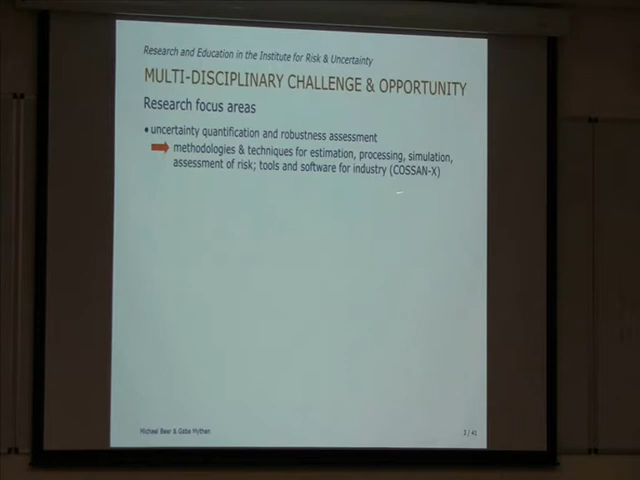 Research and Education in the Institute for Risk & Uncertainty
MULTI-DISCIPLINARY CHALLENGE & OPPORTUNITY
Research focus areas
• uncertainty quantification and robustness assessment
methodologies & techniques for estimation, processing, simulation,
assessment of risk; tools and software for industry (COSSAN-X)
Michael Beer & Gabe Mythen
2 / 41